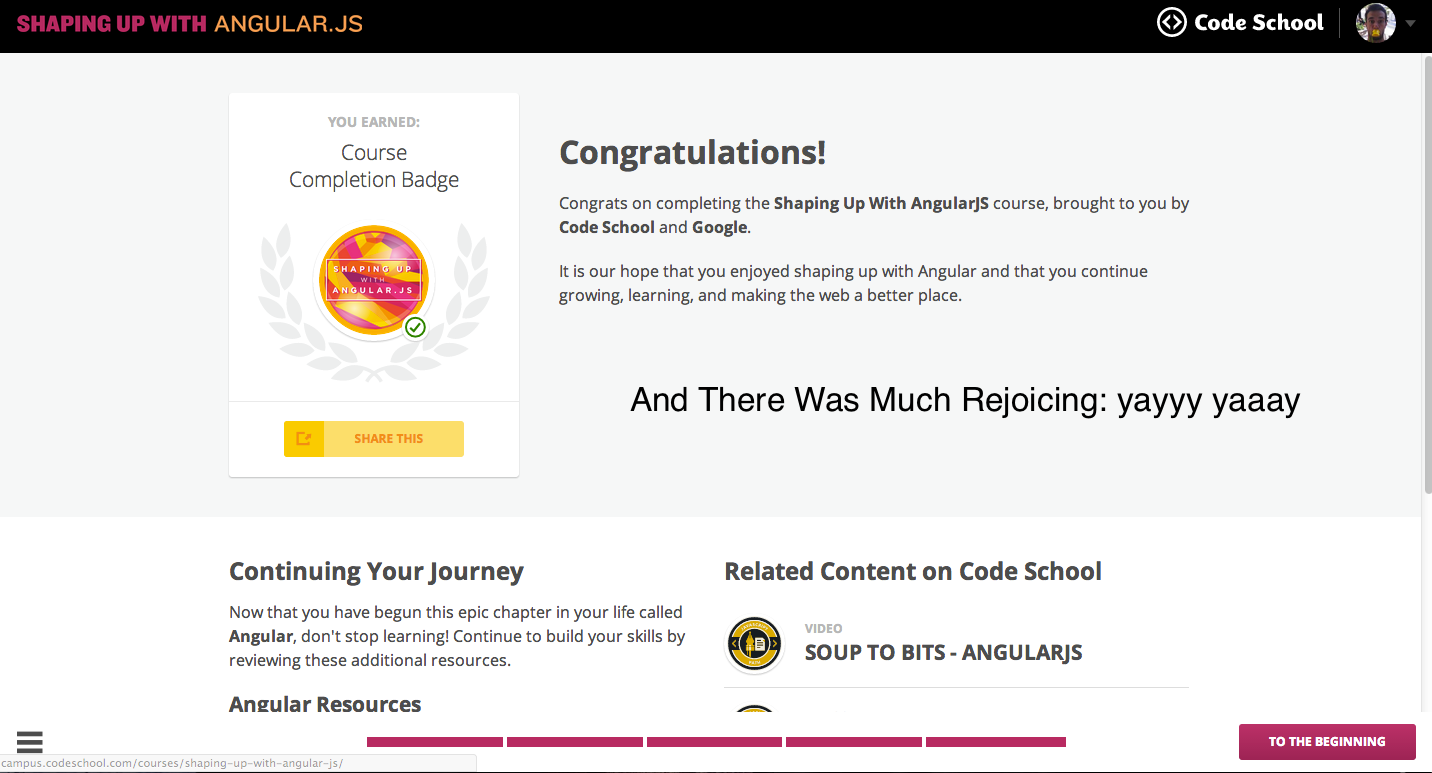 SHAPING UP WITH ANGULAR.JS
Code School
YOU EARNED:
Course
Completion Badge
SHAPING UP
WITH
ANGULAR.JS
SHARE THIS
Congratulations!
Congrats on completing the Shaping Up With AngularJS course, brought to you by
Code School and Google.
It is our hope that you enjoyed shaping up with Angular and that you continue
growing, learning, and making the web a better place.
And There Was Much Rejoicing: yayyy yaaay
Continuing Your Journey
Now that you have begun this epic chapter in your life called
Angular, don't stop learning! Continue to build your skills by
reviewing these additional resources.
Angular Resources
Related Content on Code School
JAVASCRIPT
PATH
VIDEO
SOUP TO BITS - ANGULARJS
TO THE BEGINNING
campus.codeschool.com/courses/shaping-up-with-angular-js/